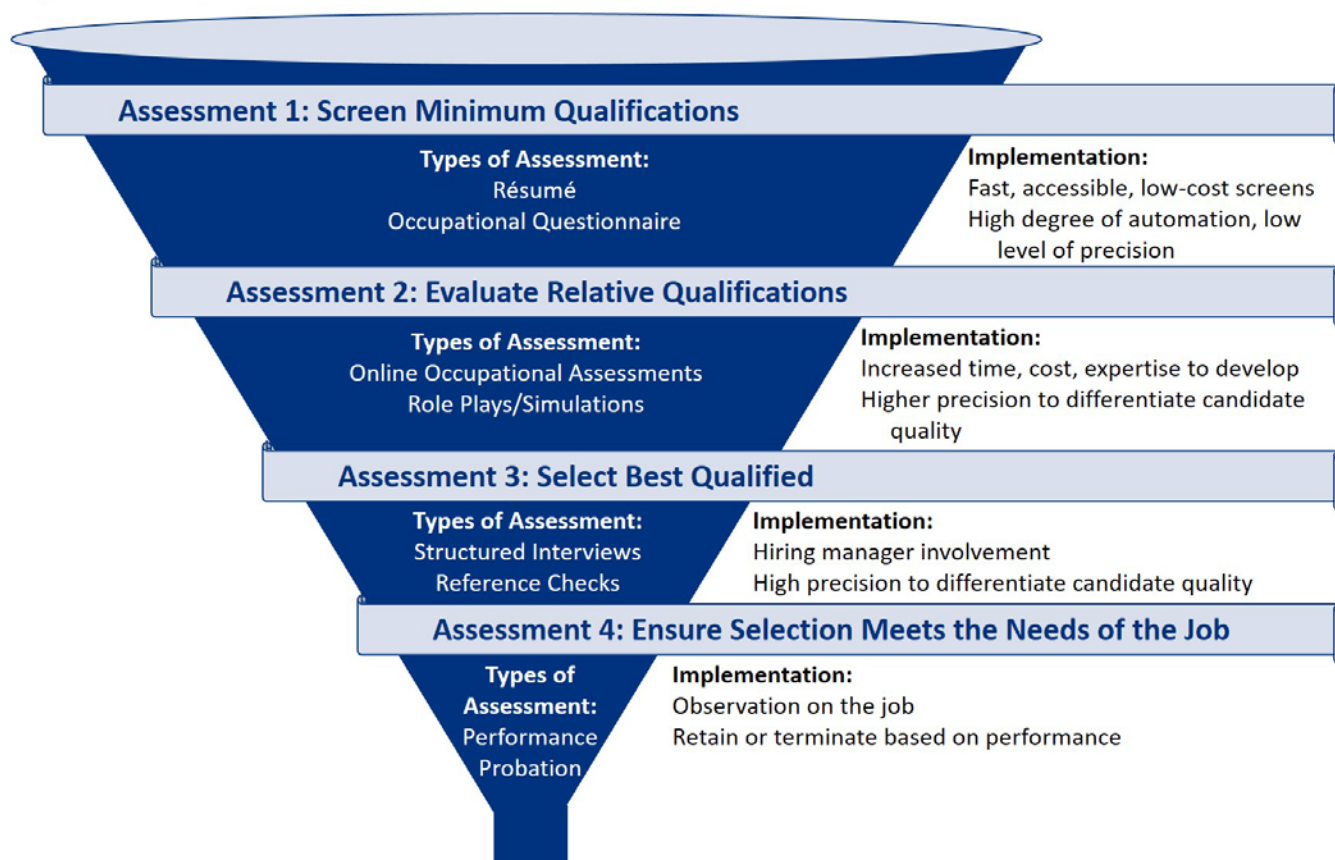 Assessment 1: Screen Minimum Qualifications
Types of Assessment:
Résumé
Occupational Questionnaire
Implementation:
Fast, accessible, low-cost screens
High degree of automation, low
level of precision
Assessment 2: Evaluate Relative Qualifications
Types of Assessment:
Online Occupational Assessments
Role Plays/Simulations
Implementation:
Increased time, cost, expertise to develop
Higher precision to differentiate candidate
quality
Assessment 3: Select Best Qualified
Types of Assessment:
Structured Interviews
Reference Checks
Implementation:
Hiring manager involvement
High precision to differentiate candidate quality
Assessment 4: Ensure Selection Meets the Needs of the Job
Types of
Assessment:
Performance
Probation
Implementation:
Observation on the job
Retain or terminate based on performance